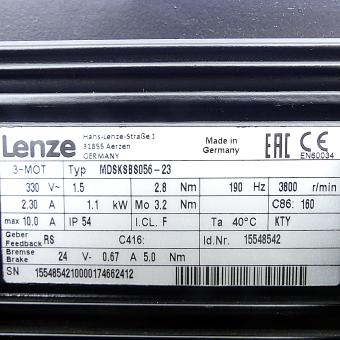 Lenze
Hans-Lenze-Straße 1
31855 Aerzen
GERMANY
Made in
Germany
EAC CE
EN60034
3-MOT Typ MDSKSBS056-23
330 V~ 1.5 2.8 Nm 190 Hz 3800 r/min
2.30 A 1.1 kW Mo 3.2 Nm C86: 160
max 10.0 A IP 54 I.CL. F Ta 40°C KTY
Geber
Feedback RS C416: Id.Nr. 15548542
Bremse
Brake 24 V- 0.67 A 5.0 Nm
SN 1554854210000174662412